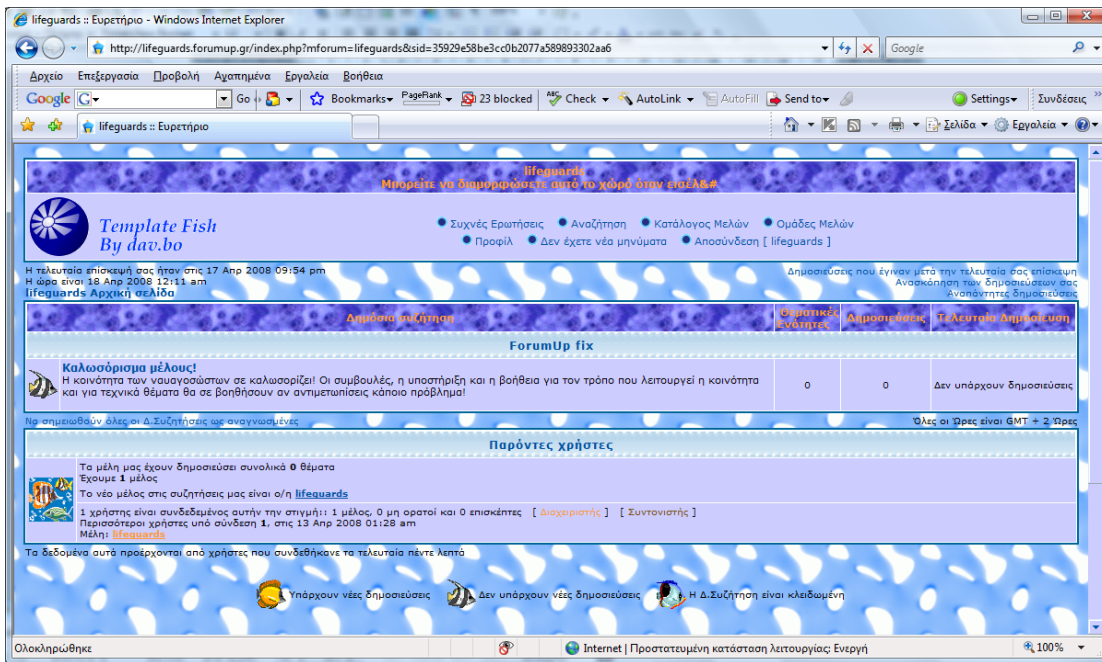 lifeguards :: Ευρετήριο - Windows Internet Explorer
http://lifeguards.forumup.gr/index.php?mforum=lifeguards&sid=35929e58be3cc0b2077a589893302aa6
Google
Αρχείο Επεξεργασία Προβολή Αγαπημένα Εργαλεία Βοήθεια
Google G Go Bookmarks PageRank 23 blocked ABC Check AutoLink AutoFill Send to Settings Συνδέσεις
lifeguards :: Ευρετήριο Σελίδα Εργαλεία
lifeguards
Μπορείτε να διαμορφώσετε αυτό το χώρό όταν εισέλ&#
Template Fish
By dav.bo
Συχνές Ερωτήσεις Αναζήτηση Κατάλογος Μελών Ομάδες Μελών
Προφίλ Δεν έχετε νέα μηνύματα Αποσύνδεση [ lifeguards ]
Η τελευταία επίσκεψή σας ήταν στις 17 Απρ 2008 09:54 pm
Η ώρα είναι 18 Απρ 2008 12:11 am
lifeguards Αρχική σελίδα
Δημοσιεύσεις που έγιναν μετά την τελευταία σας επίσκεψη
Ανασκόπηση των δημοσιεύσεων σας
Αναπάντητες δημοσιεύσεις
Δημόσια συζήτηση Θεματικές Ενότητες Δημοσιεύσεις Τελευταία Δημοσίευση
ForumUp fix
Καλωσόρισμα μέλους!
Η κοινότητα των ναυαγοσώστων σε καλωσορίζει! Οι συμβουλές, η υποστήριξη και η βοήθεια για τον τρόπο που λειτουργεί η κοινότητα
και για τεχνικά θέματα θα σε βοηθήσουν αν αντιμετωπίσεις κάποιο πρόβλημα!
0 0 Δεν υπάρχουν δημοσιεύσεις
Να σημειωθούν όλες οι Δ.Συζητήσεις ως αναγνωσμένες Όλες οι Ώρες είναι GMT + 2 Ώρες
Παρόντες χρήστες
Τα μέλη μας έχουν δημοσιεύσει συνολικά 0 θέματα
Έχουμε 1 μέλος
Το νέο μέλος στις συζητήσεις μας είναι ο/η lifeguards
1 χρήστης είναι συνδεδεμένος αυτήν την στιγμή:: 1 μέλος, 0 μη ορατοί και 0 επισκέπτες [ Διαχειριστής ] [ Συντονιστής ]
Περισσότεροι χρήστες υπό σύνδεση 1, στις 13 Απρ 2008 01:28 am
Μέλη: lifeguards
Τα δεδομένα αυτά προέρχονται από χρήστες που συνδεθήκανε τα τελευταία πέντε λεπτά
Υπάρχουν νέες δημοσιεύσεις Δεν υπάρχουν νέες δημοσιεύσεις Η Δ.Συζήτηση είναι κλειδωμένη
Ολοκληρώθηκε Internet | Προστατευμένη κατάσταση λειτουργίας: Ενεργή 100%